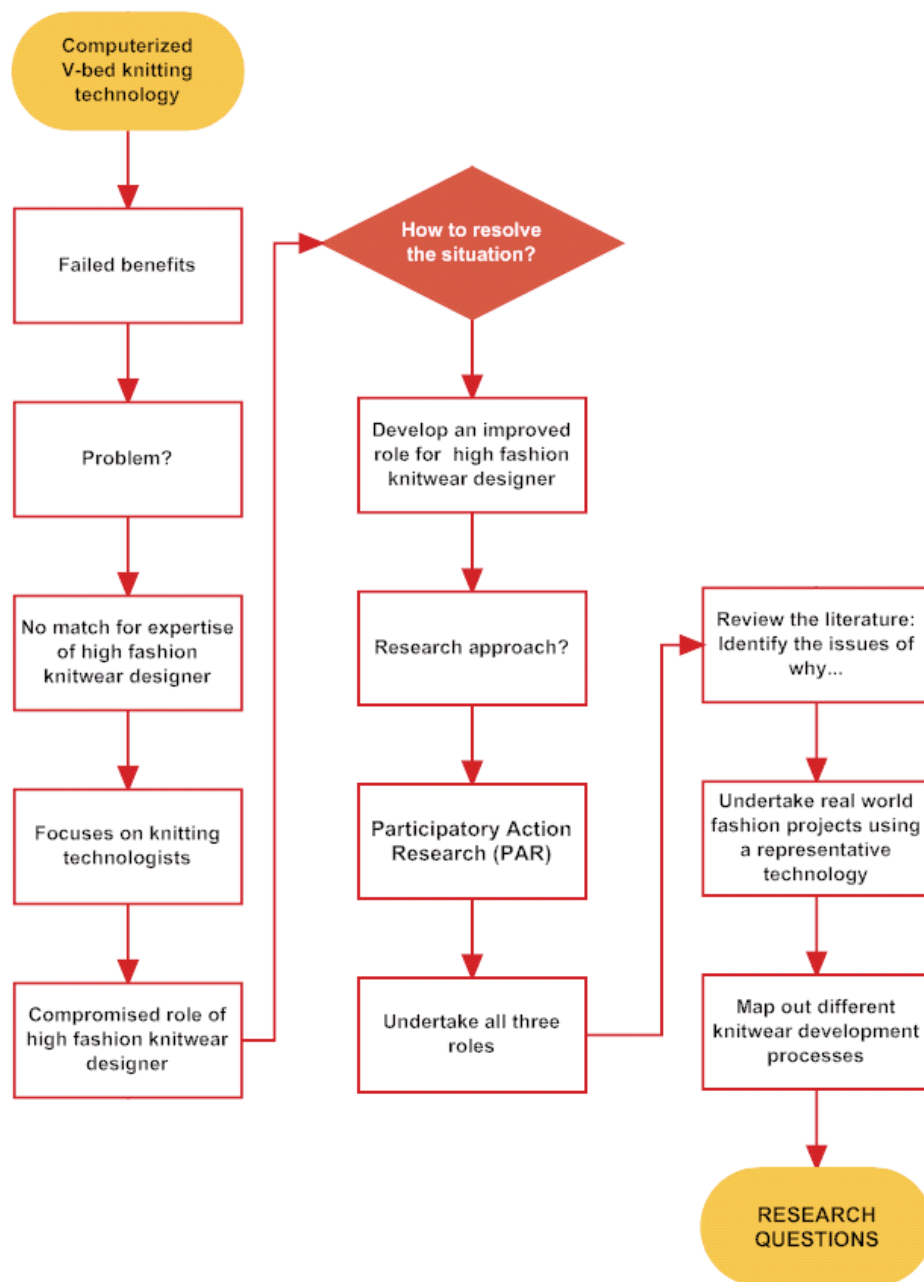 Computerized
V-bed knitting
technology
Failed benefits
Problem?
No match for expertise
of high fashion
knitwear designer
Focuses on knitting
technologists
Compromised role of
high fashion knitwear
designer
How to resolve
the situation?
Develop an improved
role for high fashion
knitwear designer
Research approach?
Participatory Action
Research (PAR)
Undertake all three
roles
Review the literature:
Identify the issues of
why...
Undertake real world
fashion projects using
a representative
technology
Map out different
knitwear development
processes
RESEARCH
QUESTIONS